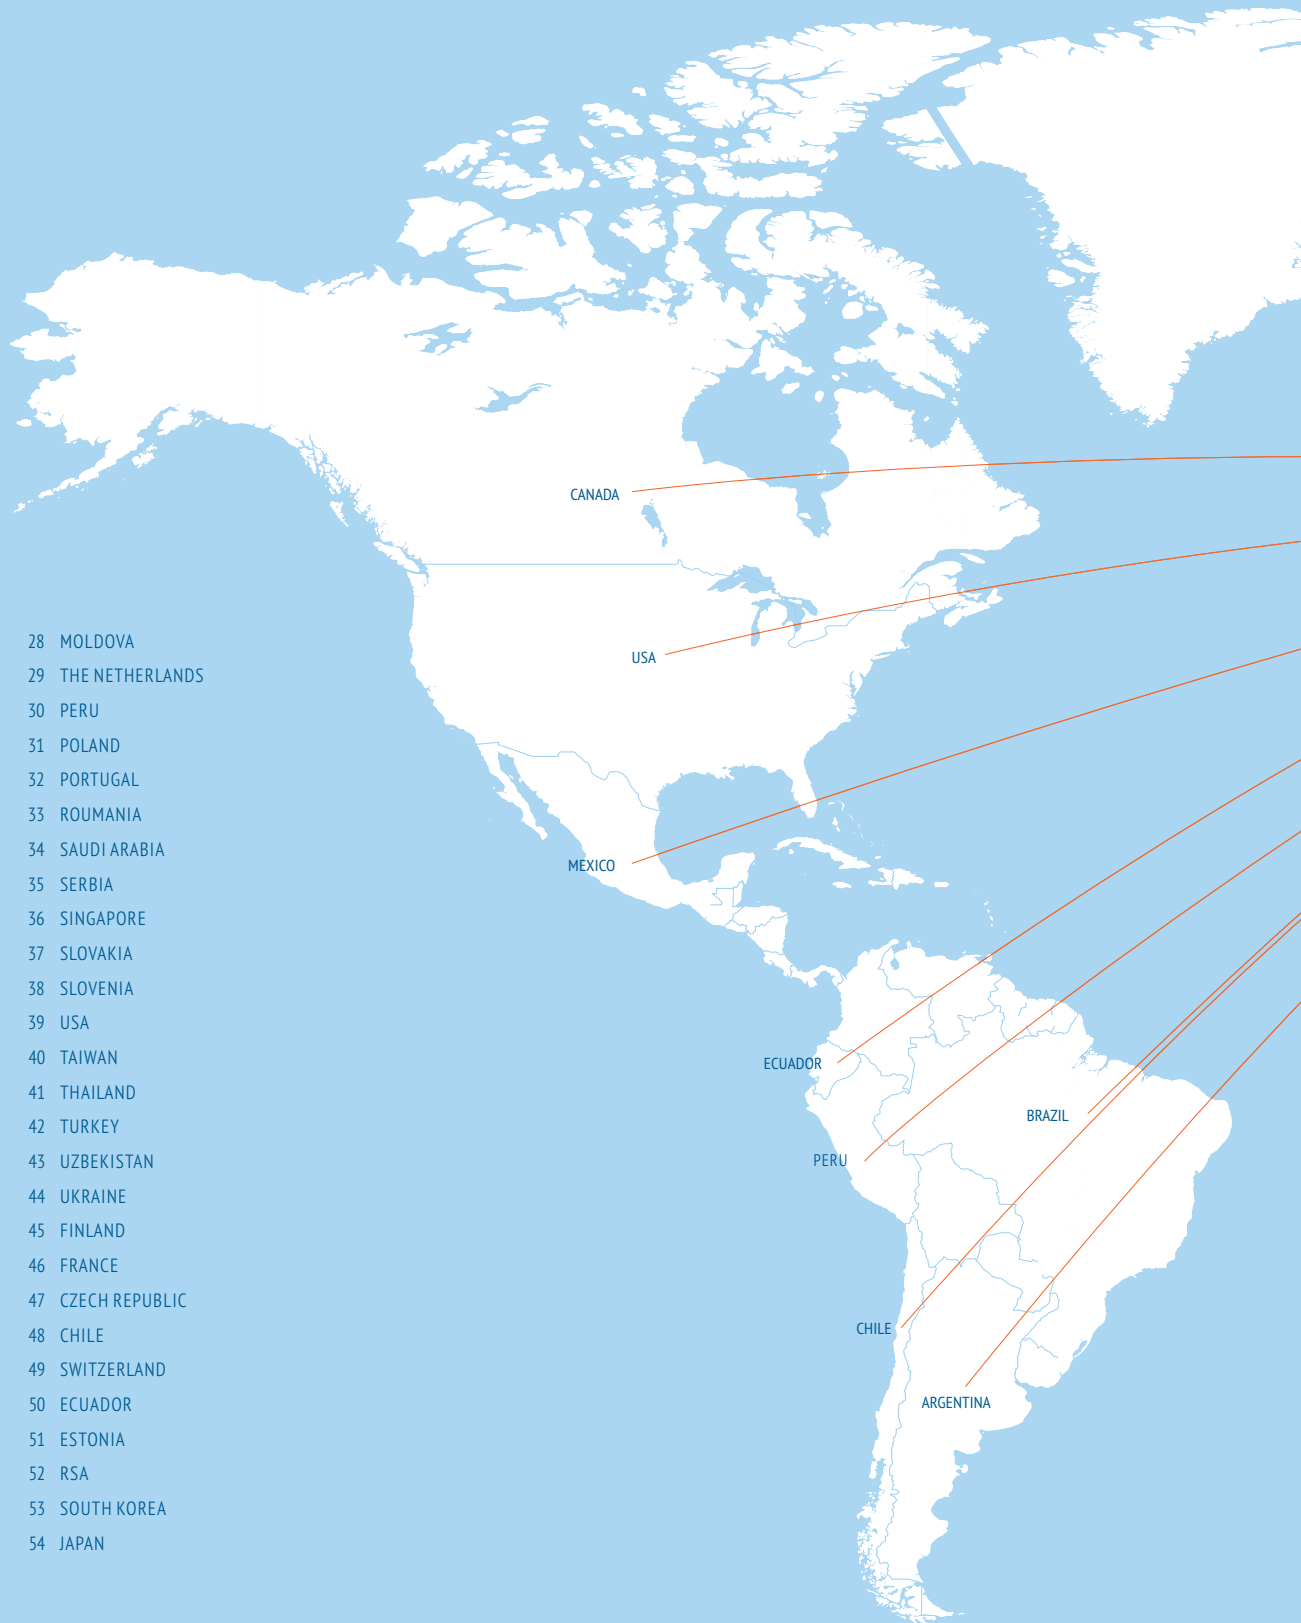 CANADA
USA
28 MOLDOVA
29 THE NETHERLANDS
30 PERU
31 POLAND
32 PORTUGAL
33 ROUMANIA
34 SAUDI ARABIA
35 SERBIA
36 SINGAPORE
37 SLOVAKIA
38 SLOVENIA
39 USA
40 TAIWAN
41 THAILAND
42 TURKEY
43 UZBEKISTAN
44 UKRAINE
45 FINLAND
46 FRANCE
47 CZECH REPUBLIC
48 CHILE
49 SWITZERLAND
50 ECUADOR
51 ESTONIA
52 RSA
53 SOUTH KOREA
54 JAPAN
MEXICO
ECUADOR
BRAZIL
PERU
CHILE
ARGENTINA